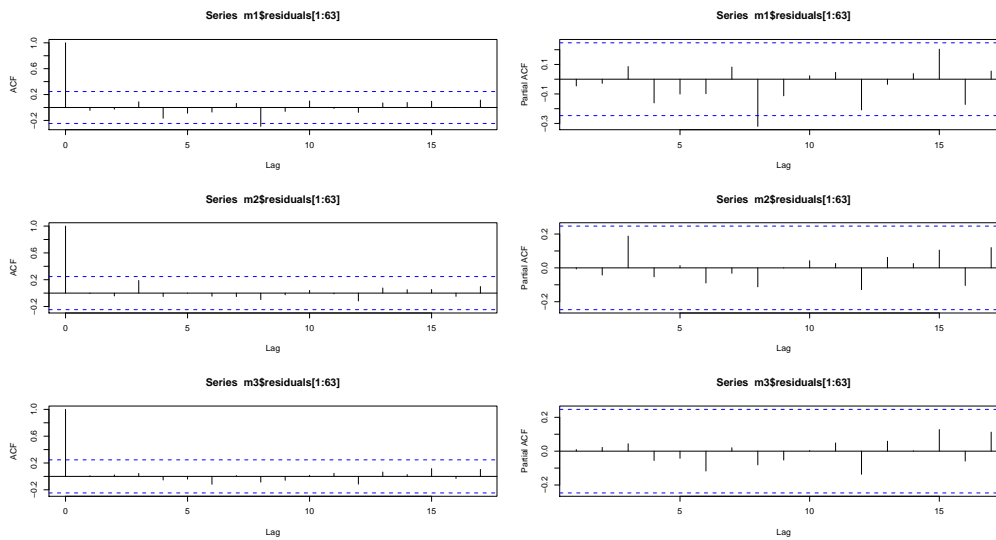 Series m1$residuals[1:63]
ACF
1.0
0.6
0.2
−0.2
0 5 10 15
Lag
Series m1$residuals[1:63]
Partial ACF
0.1
−0.1
−0.3
5 10 15
Lag
Series m2$residuals[1:63]
ACF
1.0
0.6
0.2
−0.2
0 5 10 15
Lag
Series m2$residuals[1:63]
Partial ACF
0.2
0.0
−0.2
5 10 15
Lag
Series m3$residuals[1:63]
ACF
1.0
0.6
0.2
−0.2
0 5 10 15
Lag
Series m3$residuals[1:63]
Partial ACF
0.2
0.0
−0.2
5 10 15
Lag